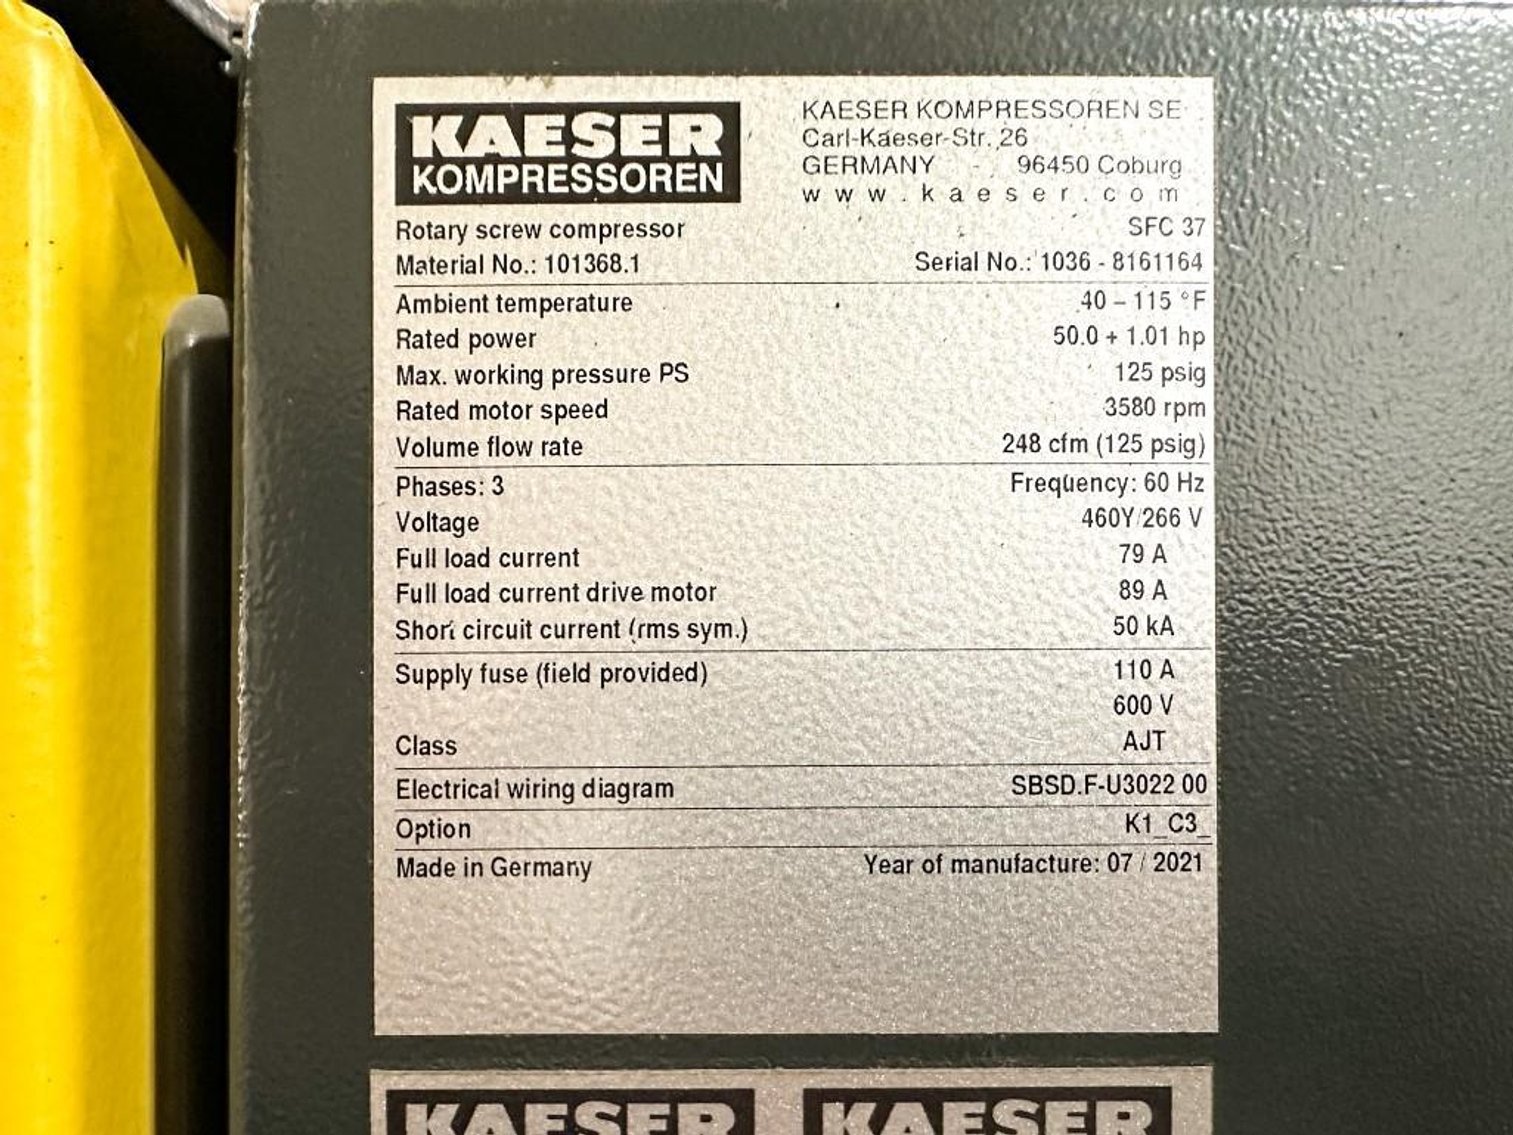 KAESER
KOMPRESSOREN
KAESER KOMPRESSOREN SE
Carl-Kaeser-Str. 26
GERMANY - 96450 Coburg
www.kaeser.com
Rotary screw compressor SFC 37
Material No.: 101368.1 Serial No.: 1036 - 8161164
Ambient temperature 40 – 115 °F
Rated power 50.0 + 1.01 hp
Max. working pressure PS 125 psig
Rated motor speed 3580 rpm
Volume flow rate 248 cfm (125 psig)
Phases: 3 Frequency: 60 Hz
Voltage 460Y/266 V
Full load current 79 A
Full load current drive motor 89 A
Short circuit current (rms sym.) 50 kA
Supply fuse (field provided) 110 A
600 V
Class AJT
Electrical wiring diagram SBSD.F-U3022 00
Option K1_C3_
Made in Germany Year of manufacture: 07 / 2021
KAESER KAESER